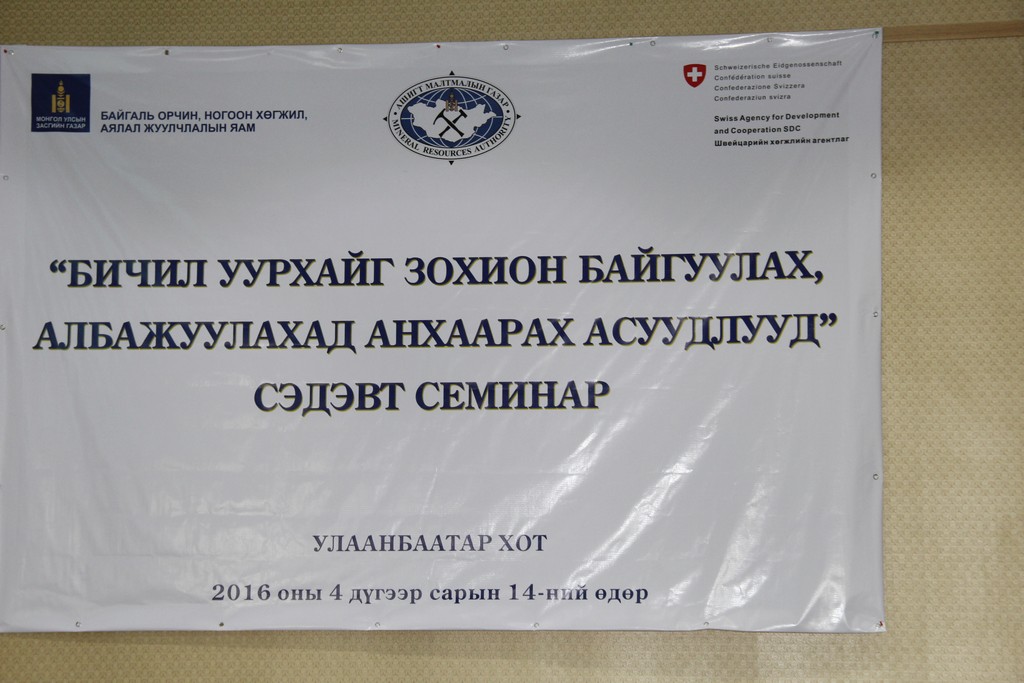 МОНГОЛ УЛСЫН
ЗАСГИЙН ГАЗАР
БАЙГАЛЬ ОРЧИН, НОГООН ХӨГЖИЛ,
АЯЛАЛ ЖУУЛЧЛАЛЫН ЯАМ
АШИГТ МАЛТМАЛЫН ГАЗАР
MINERAL RESOURCES AUTHORITY
Schweizerische Eidgenossenschaft
Confédération suisse
Confederazione Svizzera
Confederaziun svizra
Swiss Agency for Development
and Cooperation SDC
Швейцарийн хөгжлийн агентлаг
“БИЧИЛ УУРХАЙГ ЗОХИОН БАЙГУУЛАХ,
АЛБАЖУУЛАХАД АНХААРАХ АСУУДЛУУД”
СЭДЭВТ СЕМИНАР
УЛААНБААТАР ХОТ
2016 оны 4 дүгээр сарын 14-ний өдөр